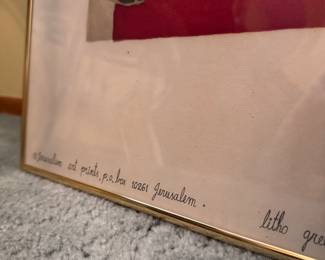 © Jerusalem art prints, p.o. box 10261 Jerusalem.
litho